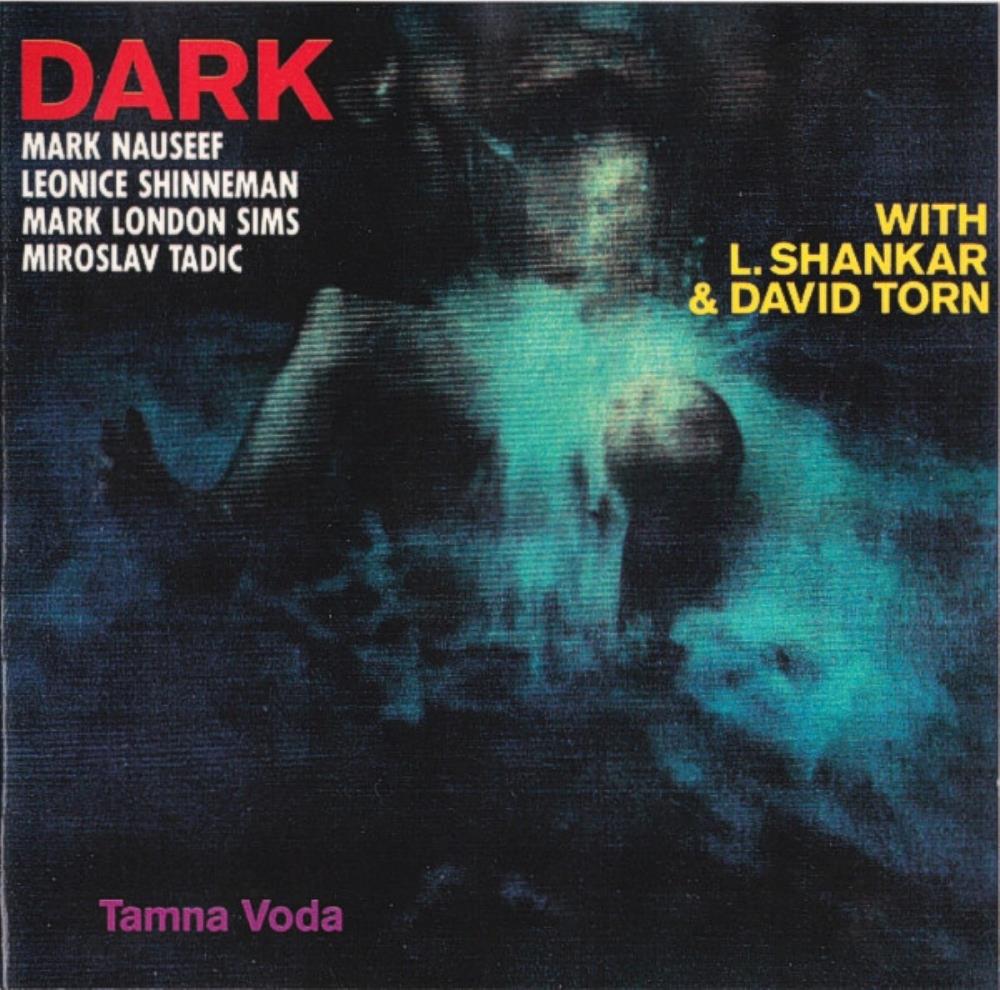 DARK
MARK NAUSEEF
LEONICE SHINNEMAN
MARK LONDON SIMS
MIROSLAV TADIC
WITH
L. SHANKAR
& DAVID TORN
Tamna Voda